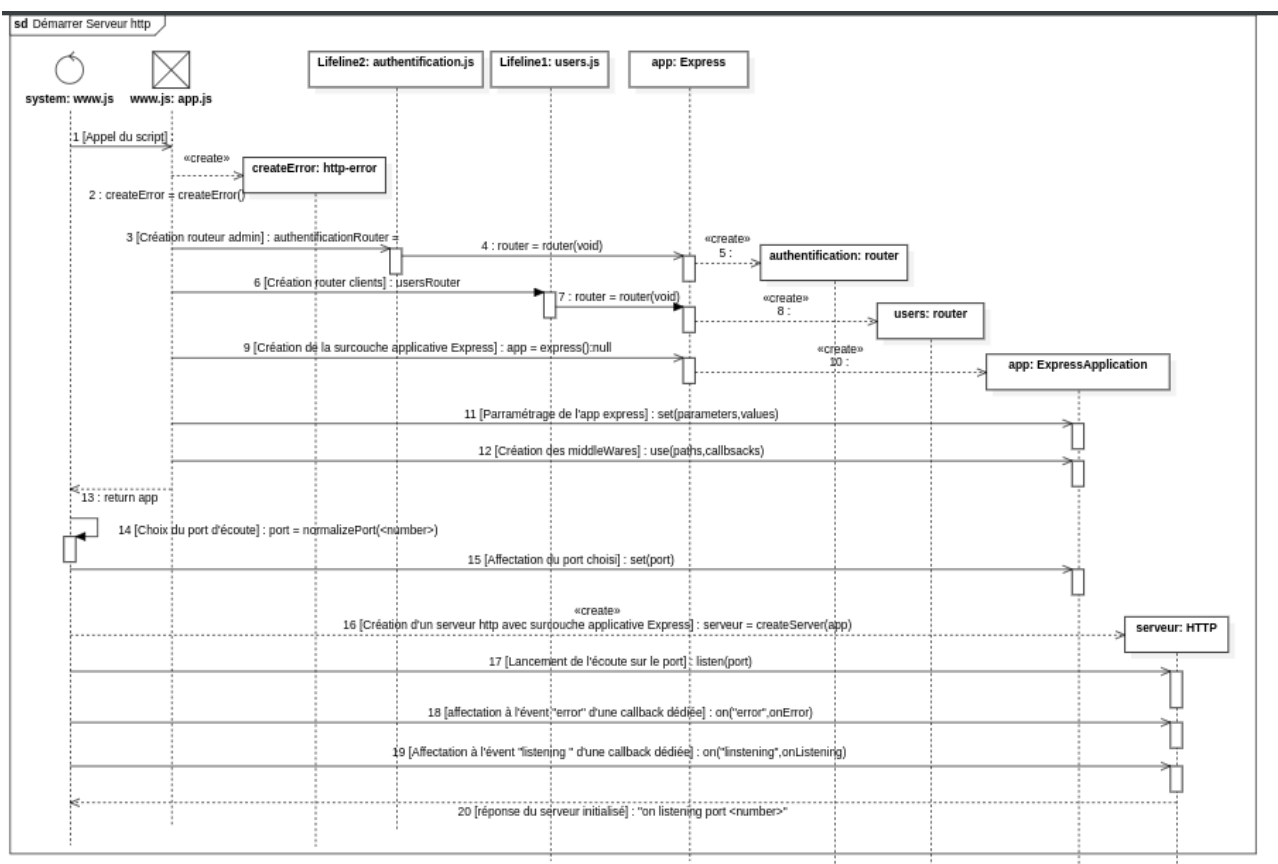 sd Démarrer Serveur http
Lifeline2: authentification.js
Lifeline1: users.js
app: Express
system: www.js
www.js: app.js
1 [Appel du script]
«create»
createError: http-error
2 : createError = createError()
3 [Création routeur admin] : authentificationRouter =
4 : router = router(void)
«create»
5 :
authentification: router
6 [Création router clients] : usersRouter
7 : router = router(void)
«create»
8 :
users: router
9 [Création de la surcouche applicative Express] : app = express():null
«create»
10 :
app: ExpressApplication
11 [Parramétrage de l'app express] : set(parameters,values)
12 [Création des middleWares] : use(paths,callbsacks)
13 : return app
14 [Choix du port d'écoute] : port = normalizePort(<number>)
15 [Affectation du port choisi] : set(port)
«create»
16 [Création d'un serveur http avec surcouche applicative Express] : serveur = createServer(app)
serveur: HTTP
17 [Lancement de l'écoute sur le port] : listen(port)
18 [affectation à l'évent "error" d'une callback dédiée] : on("error",onError)
19 [Affectation à l'évent "listening " d'une callback dédiée] : on("linstening",onListening)
20 [réponse du serveur initialisé] : "on listening port <number>"